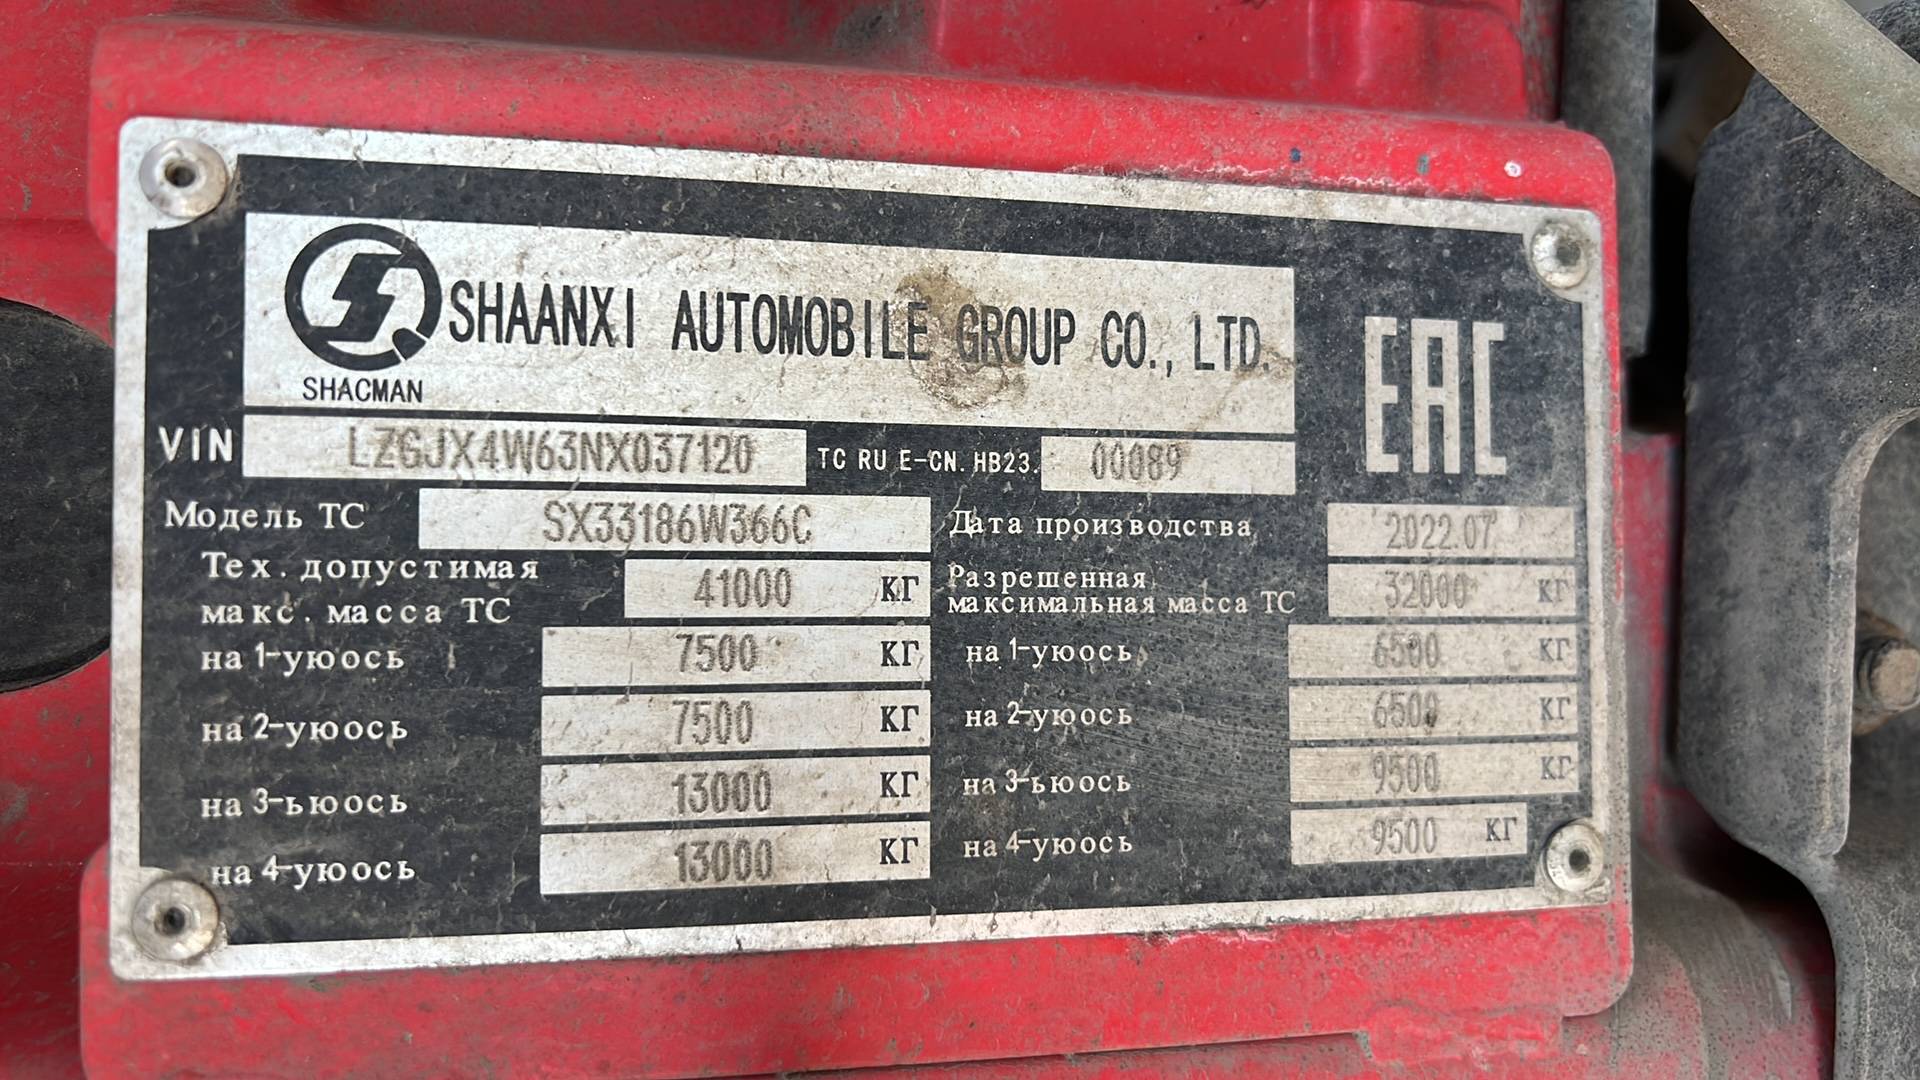 SHAANXI AUTOMOBILE GROUP CO., LTD.
SHACMAN
EAC
VIN LZGJX4W63NX037120 TC RU E-CN.HB23. 00089
Модель ТС SX33186W366C Дата производства 2022.07
Тех. допустимая макс. масса ТС 41000 КГ Разрешенная максимальная масса ТС 32000 КГ
на 1-уюось 7500 КГ на 1-уюось 6500 КГ
на 2-уюось 7500 КГ на 2-уюось 6500 КГ
на 3-ьюось 13000 КГ на 3-ьюось 9500 КГ
на 4-уюось 13000 КГ на 4-уюось 9500 КГ